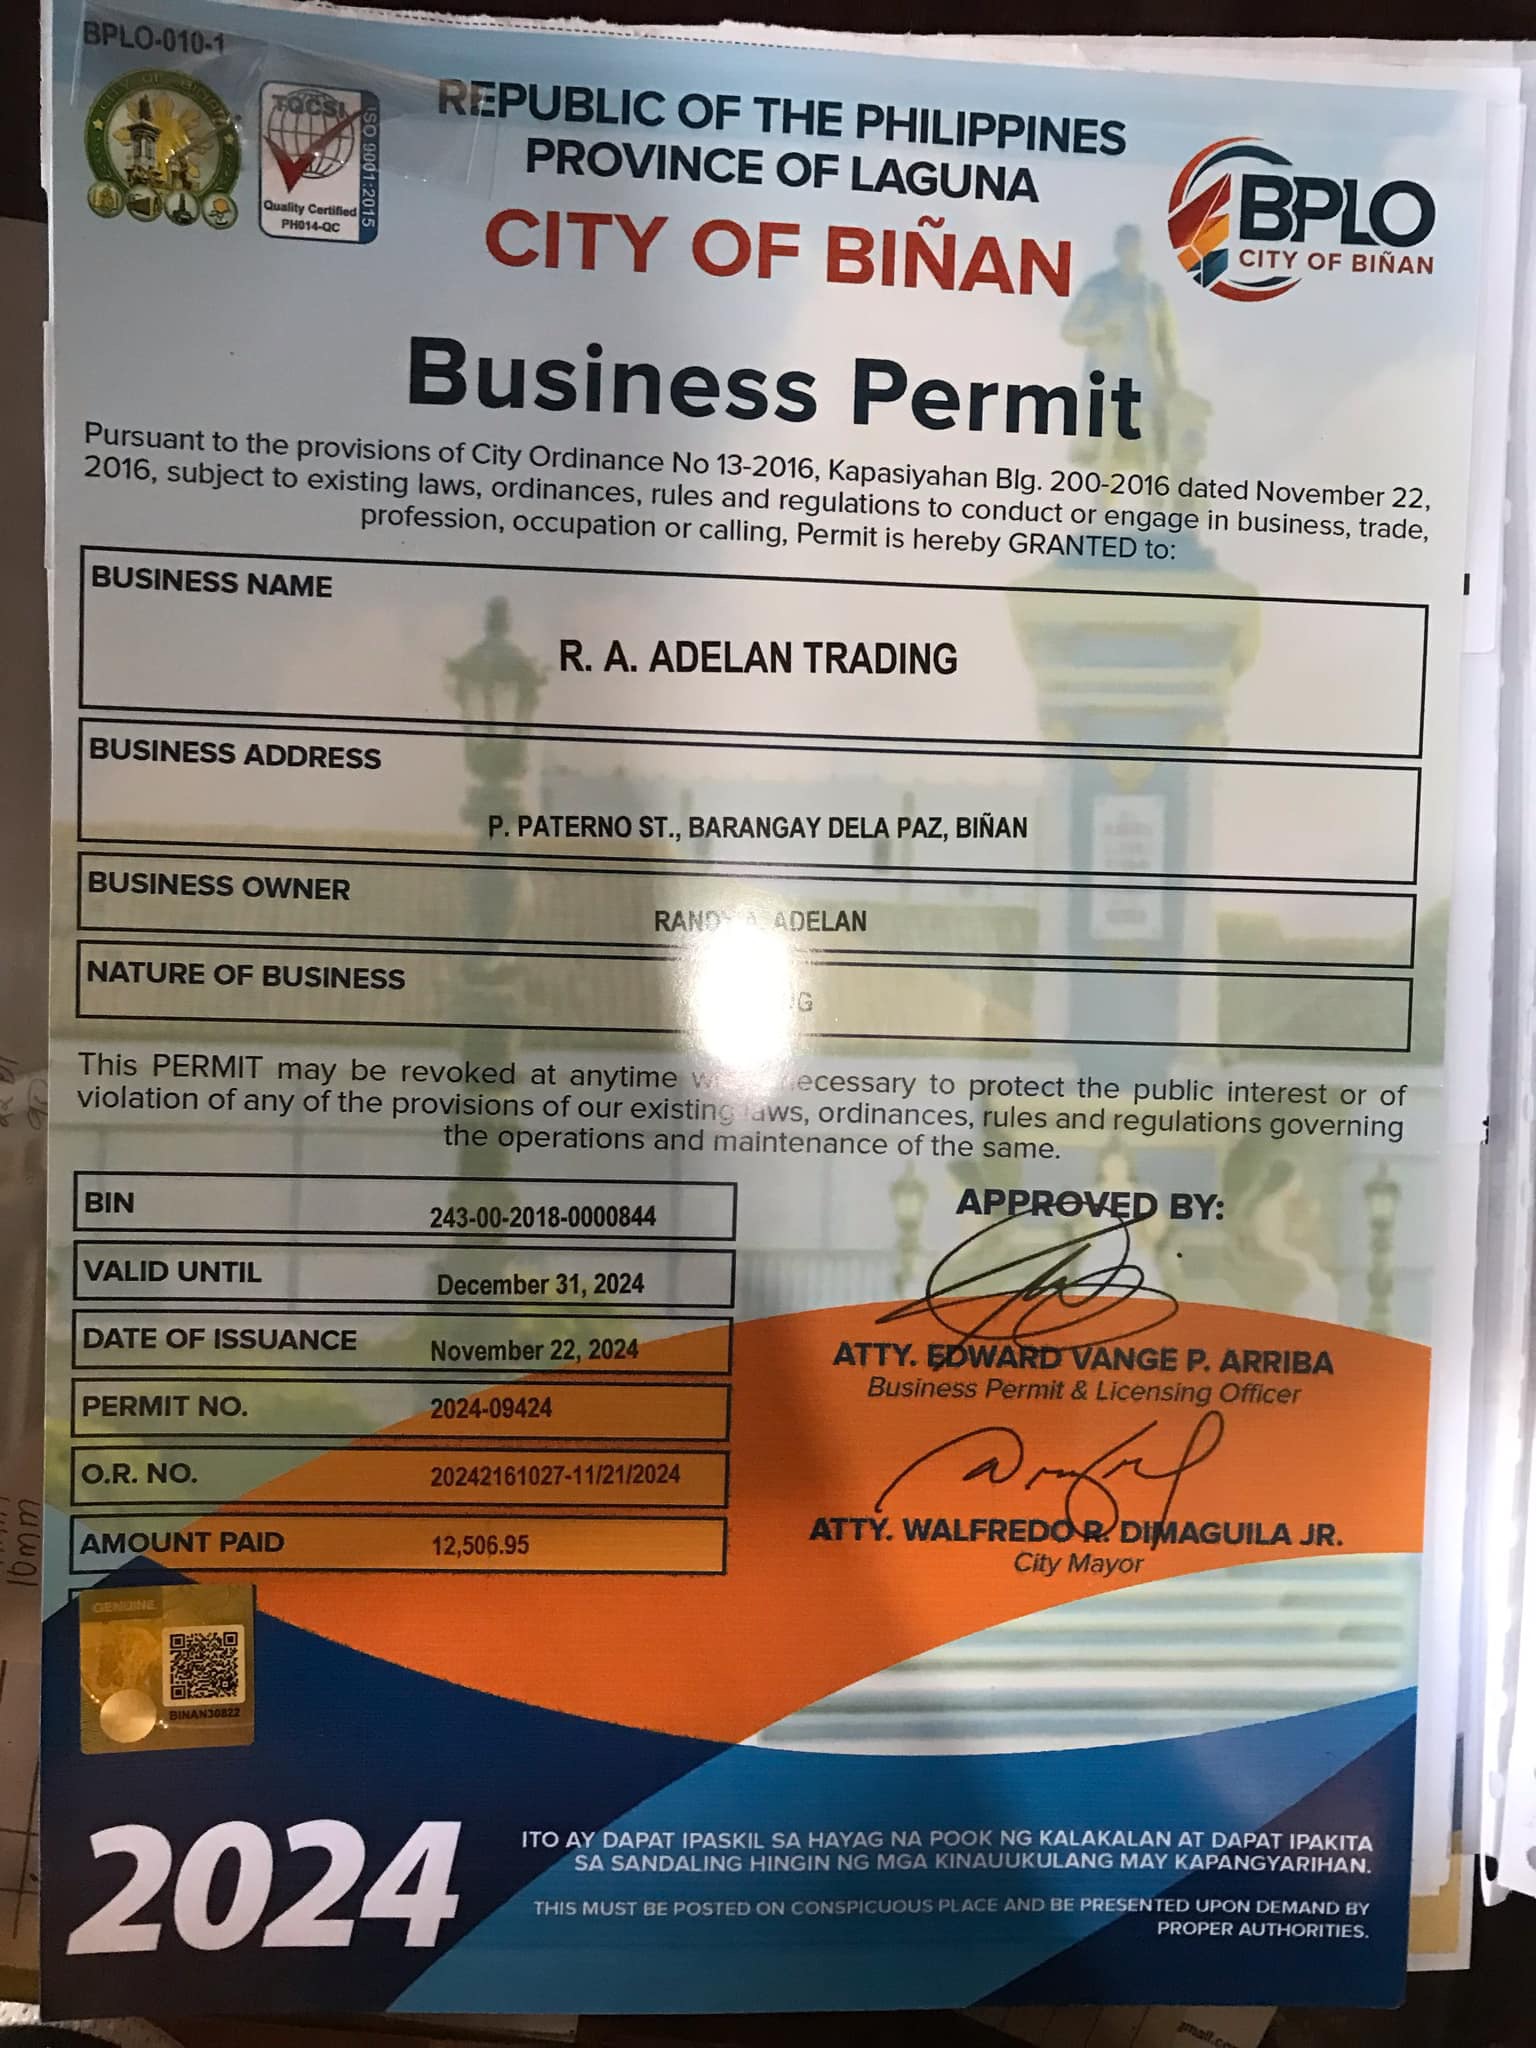 BPLO-010-1
TQCSI
ISO 9001:2015
Quality Certified
PH014-QC
REPUBLIC OF THE PHILIPPINES
PROVINCE OF LAGUNA
CITY OF BIÑAN
BPLO
CITY OF BIÑAN
Business Permit
Pursuant to the provisions of City Ordinance No 13-2016, Kapasiyahan Blg. 200-2016 dated November 22,
2016, subject to existing laws, ordinances, rules and regulations to conduct or engage in business, trade,
profession, occupation or calling, Permit is hereby GRANTED to:
BUSINESS NAME
R. A. ADELAN TRADING
BUSINESS ADDRESS
P. PATERNO ST., BARANGAY DELA PAZ, BIÑAN
BUSINESS OWNER
RANDY A. ADELAN
NATURE OF BUSINESS
This PERMIT may be revoked at anytime necessary to protect the public interest or of
violation of any of the provisions of our existing laws, ordinances, rules and regulations governing
the operations and maintenance of the same.
BIN 243-00-2018-0000844
VALID UNTIL December 31, 2024
DATE OF ISSUANCE November 22, 2024
PERMIT NO. 2024-09424
O.R. NO. 20242161027-11/21/2024
AMOUNT PAID 12,506.95
APPROVED BY:
ATTY. EDWARD VANGE P. ARRIBA
Business Permit & Licensing Officer
ATTY. WALFREDO R. DIMAGUILA JR.
City Mayor
GENUINE
BINAN30822
2024
ITO AY DAPAT IPASKIL SA HAYAG NA POOK NG KALAKALAN AT DAPAT IPAKITA
SA SANDALING HINGIN NG MGA KINAUUKULANG MAY KAPANGYARIHAN.
THIS MUST BE POSTED ON CONSPICUOUS PLACE AND BE PRESENTED UPON DEMAND BY
PROPER AUTHORITIES.